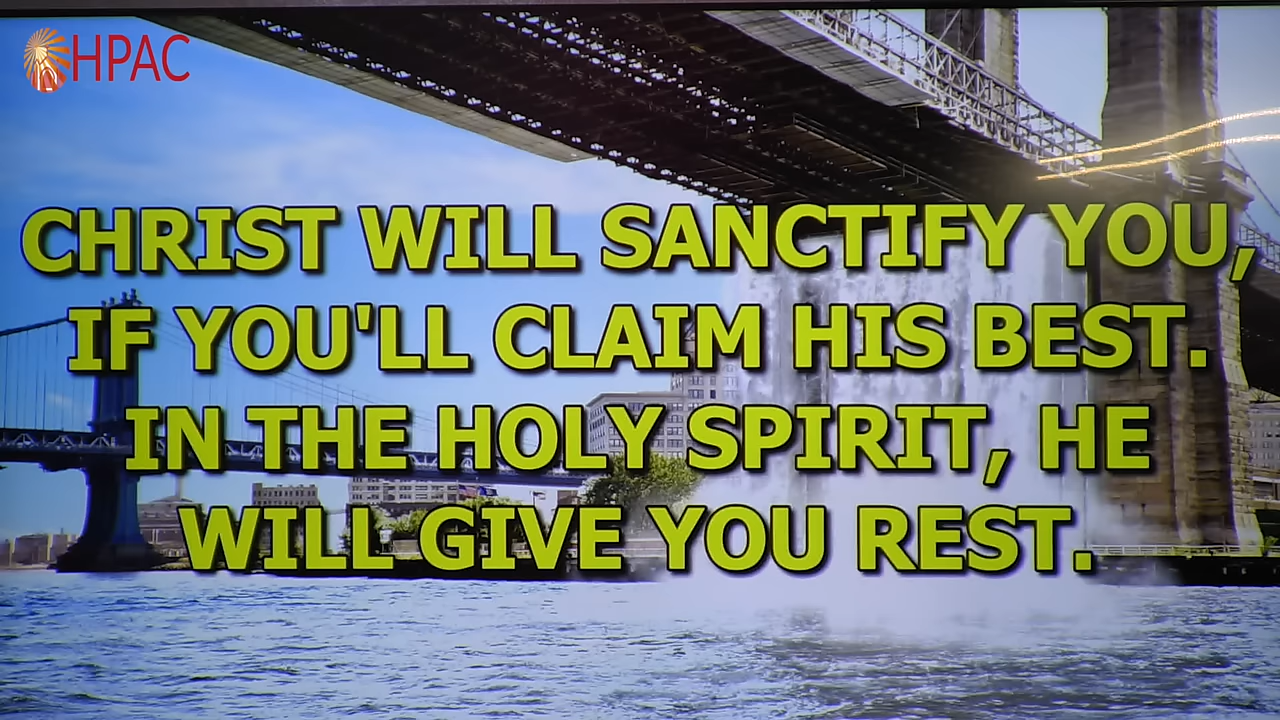 HPAC
CHRIST WILL SANCTIFY YOU,
IF YOU'LL CLAIM HIS BEST.
IN THE HOLY SPIRIT, HE
WILL GIVE YOU REST.